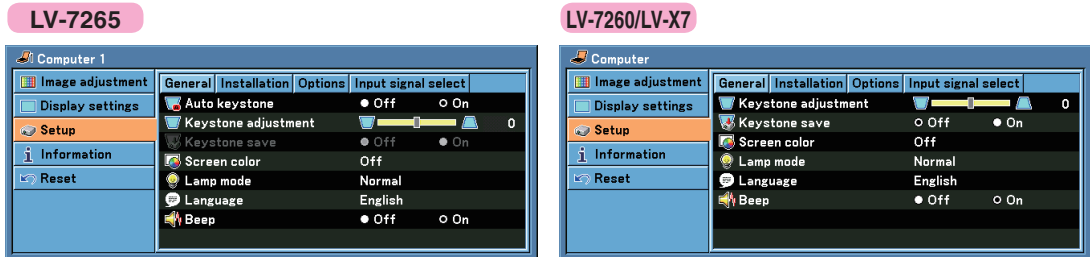 LV-7265
Computer 1
Image adjustment
Display settings
Setup
Information
Reset
General Installation Options Input signal select
Auto keystone Off On
Keystone adjustment 0
Keystone save Off On
Screen color Off
Lamp mode Normal
Language English
Beep Off On
LV-7260/LV-X7
Computer
Image adjustment
Display settings
Setup
Information
Reset
General Installation Options Input signal select
Keystone adjustment 0
Keystone save Off On
Screen color Off
Lamp mode Normal
Language English
Beep Off On